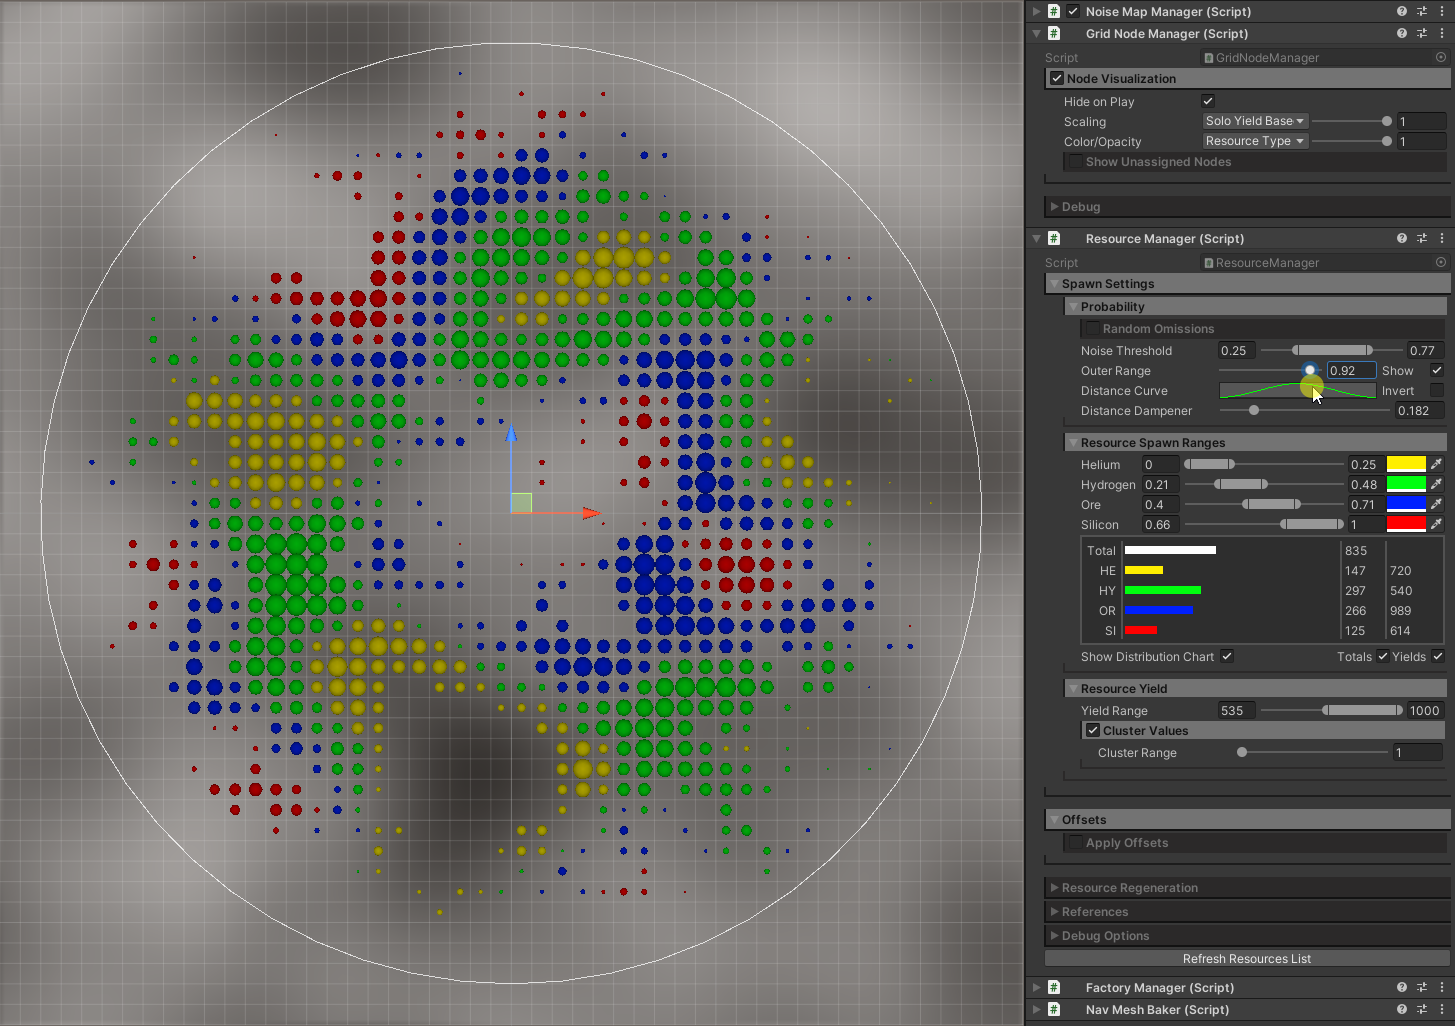 Noise Map Manager (Script)
Grid Node Manager (Script)
Script GridNodeManager
Node Visualization
Hide on Play
Scaling Solo Yield Base 1
Color/Opacity Resource Type 1
Show Unassigned Nodes
Debug
Resource Manager (Script)
Script ResourceManager
Spawn Settings
Probability
Random Omissions
Noise Threshold 0.25 0.77
Outer Range 0.92 Show
Distance Curve Invert
Distance Dampener 0.182
Resource Spawn Ranges
Helium 0 0.25
Hydrogen 0.21 0.48
Ore 0.4 0.71
Silicon 0.66 1
Total 835
HE 147 720
HY 297 540
OR 266 989
SI 125 614
Show Distribution Chart Totals Yields
Resource Yield
Yield Range 535 1000
Cluster Values
Cluster Range 1
Offsets
Apply Offsets
Resource Regeneration
References
Debug Options
Refresh Resources List
Factory Manager (Script)
Nav Mesh Baker (Script)